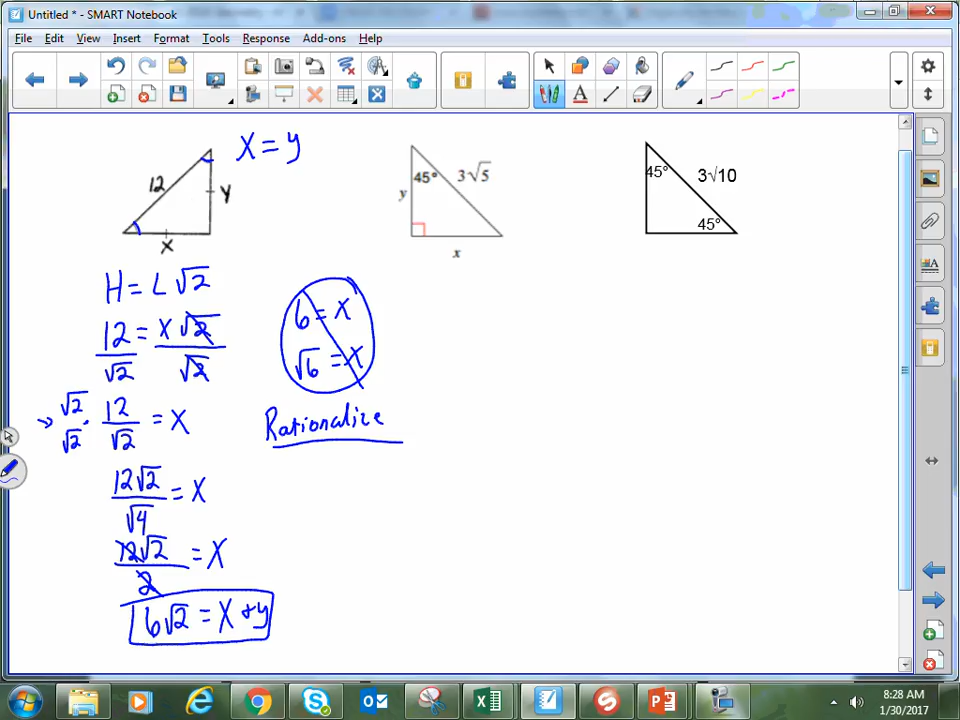 Untitled * - SMART Notebook
File Edit View Insert Format Tools Response Add-ons Help
x = y
12
y
x
45°
3√5
y
x
45°
3√10
45°
H = L√2
12 = x√2
√2 √2
6 = x
√6 = x
√2 · 12 = x
√2 √2
Rationalize
12√2 = x
√4
12√2 = x
2
6√2 = x + y
8:28 AM
1/30/2017